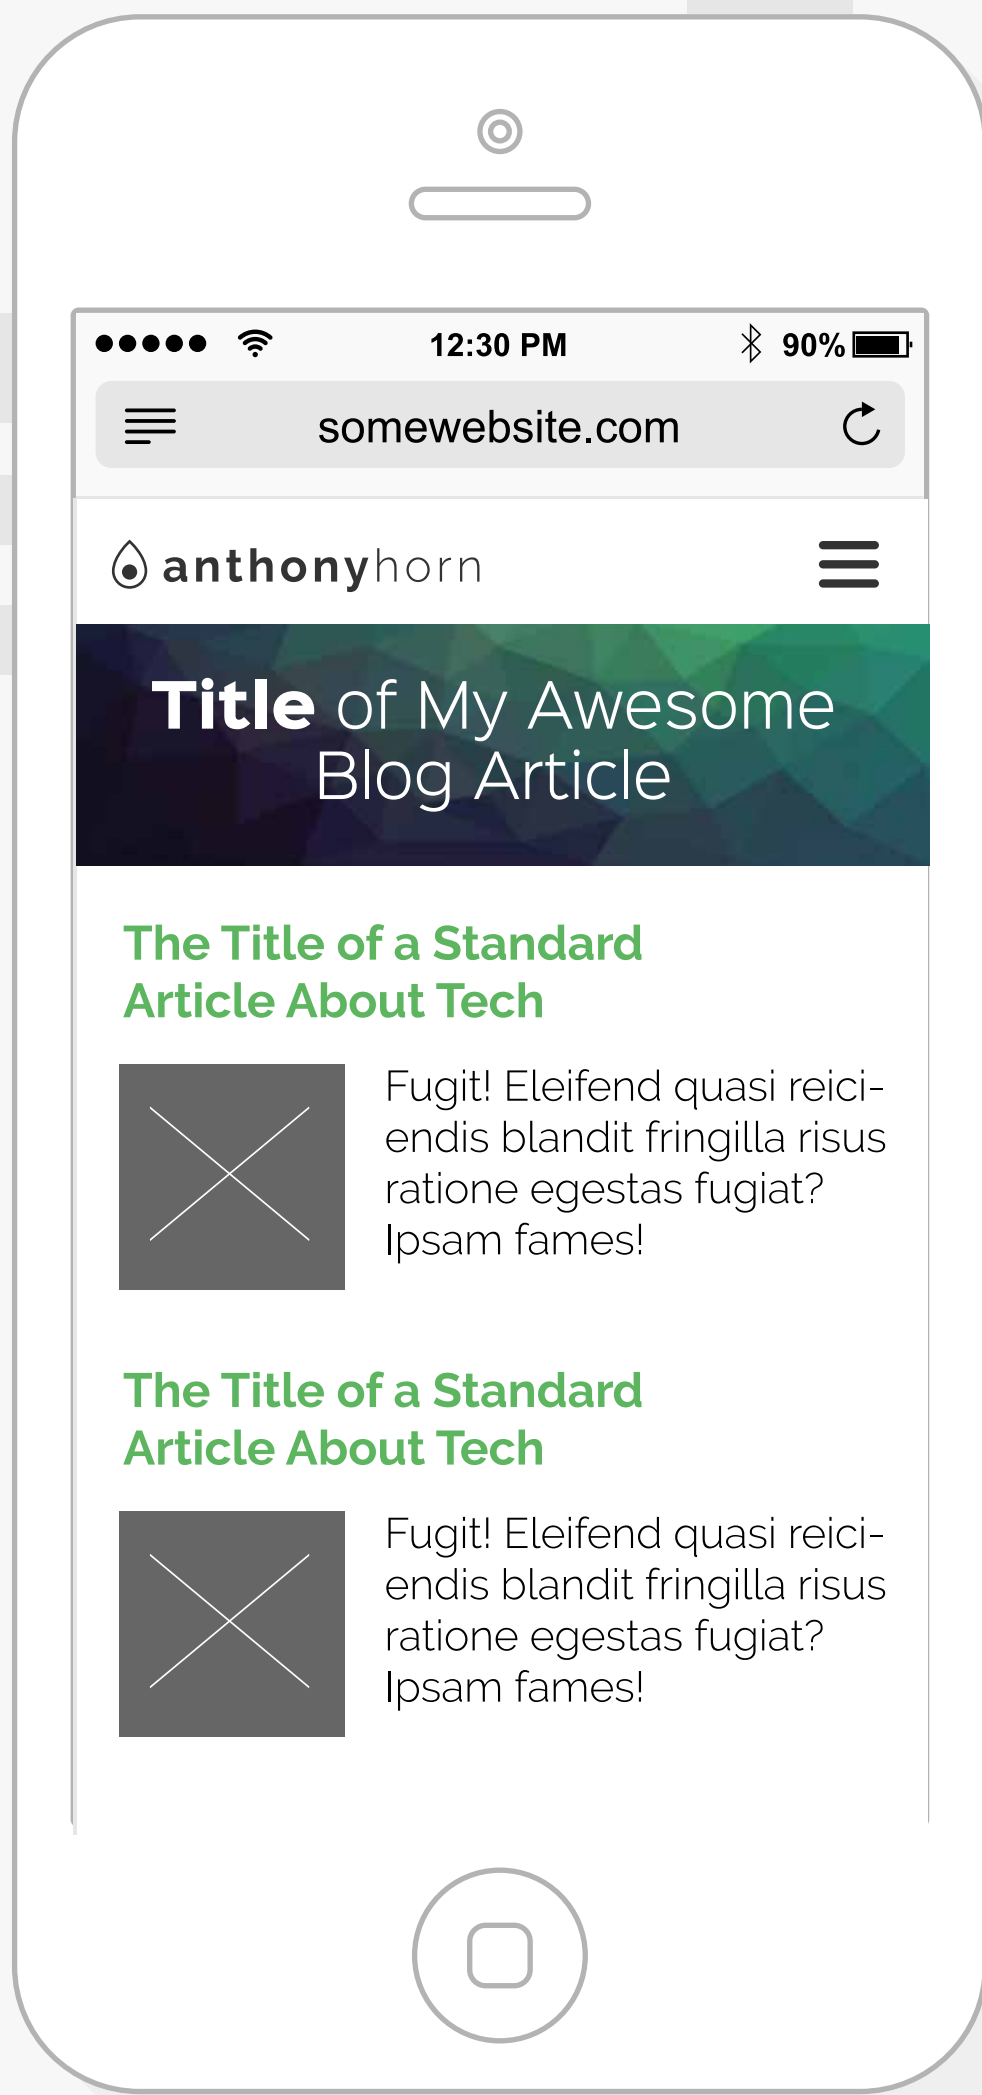 12:30 PM 90%
somewebsite.com
anthonyhorn
Title of My Awesome
Blog Article
The Title of a Standard
Article About Tech
Fugit! Eleifend quasi reici-
endis blandit fringilla risus
ratione egestas fugiat?
Ipsam fames!
The Title of a Standard
Article About Tech
Fugit! Eleifend quasi reici-
endis blandit fringilla risus
ratione egestas fugiat?
Ipsam fames!